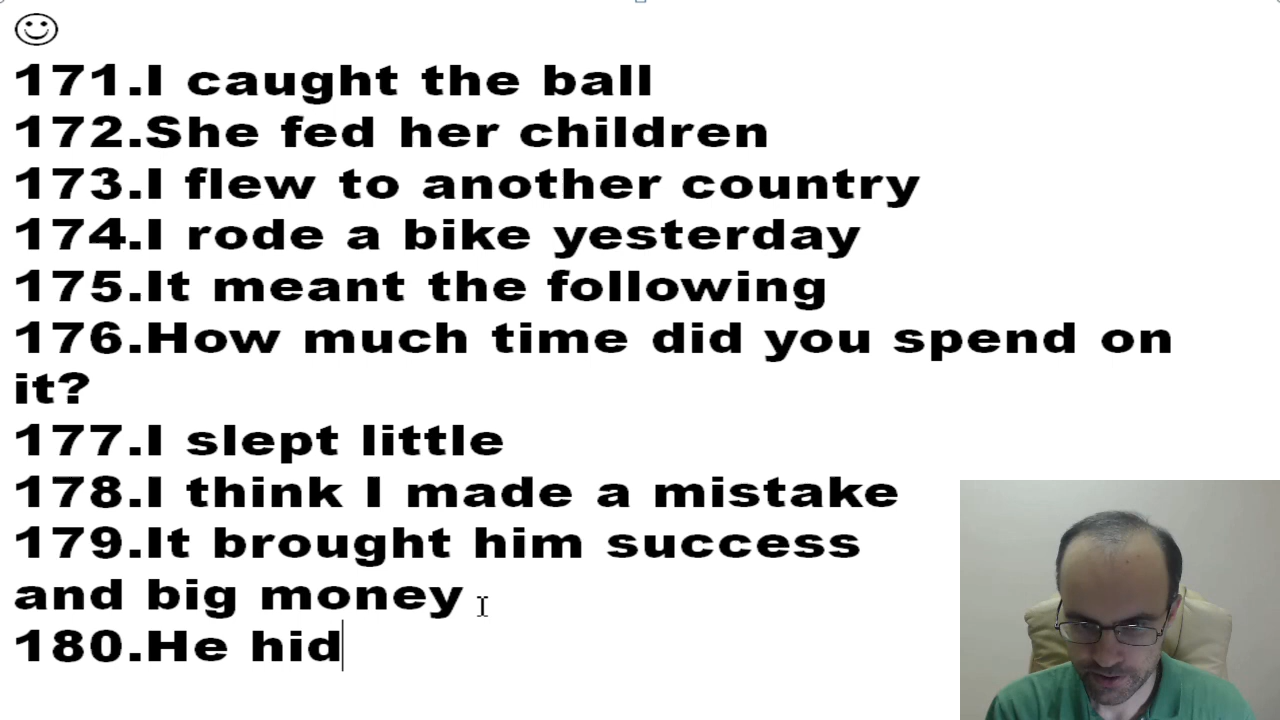 171.I caught the ball
172.She fed her children
173.I flew to another country
174.I rode a bike yesterday
175.It meant the following
176.How much time did you spend on
it?
177.I slept little
178.I think I made a mistake
179.It brought him success
and big money
180.He hid